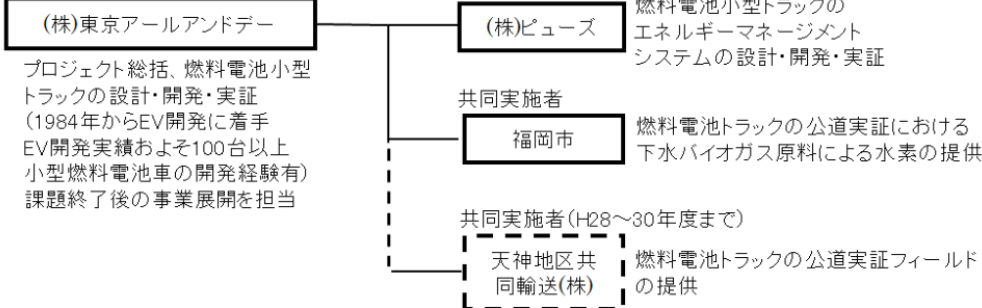 (株)東京アールアンドデー
プロジェクト総括、燃料電池小型
トラックの設計・開発・実証
(1984年からEV開発に着手
EV開発実績およそ100台以上
小型燃料電池車の開発経験有)
課題終了後の事業展開を担当
(株)ピューズ
燃料電池小型トラックの
エネルギーマネージメント
システムの設計・開発・実証
共同実施者
福岡市
燃料電池トラックの公道実証における
下水バイオガス原料による水素の提供
共同実施者(H28～30年度まで)
天神地区共
同輸送(株)
燃料電池トラックの公道実証フィールド
の提供